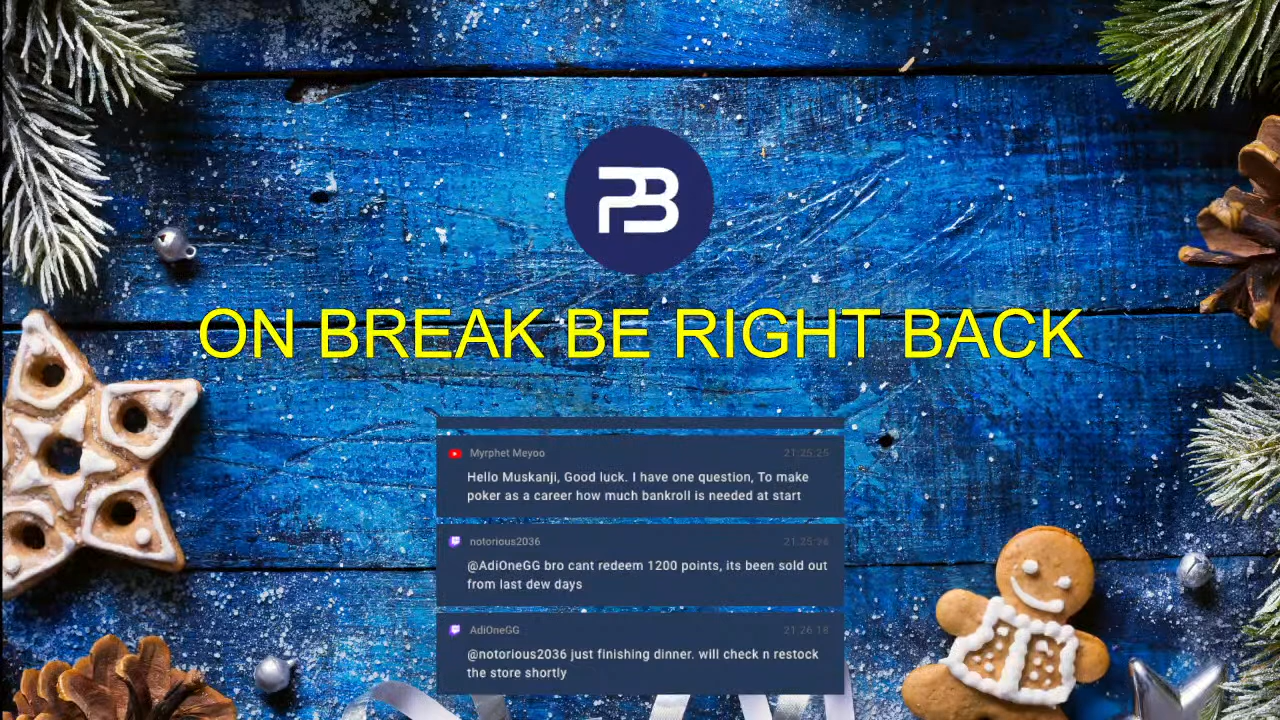 PB
ON BREAK BE RIGHT BACK
Myrphet Meyoo 21:25:25
Hello Muskanji, Good luck. I have one question, To make
poker as a career how much bankroll is needed at start
notorious2036 21:25:36
@AdiOneGG bro cant redeem 1200 points, its been sold out
from last dew days
AdiOneGG 21:26:18
@notorious2036 just finishing dinner. will check n restock
the store shortly